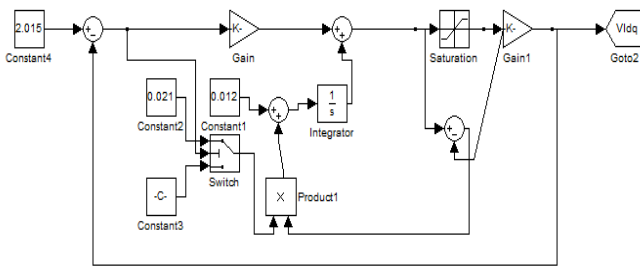 2.015
Constant4
K-
Gain
Saturation
K-
Gain1
VIdq
Goto2
0.021
Constant2
0.012
Constant1
1
s
Integrator
Switch
-C-
Constant3
X
Product1